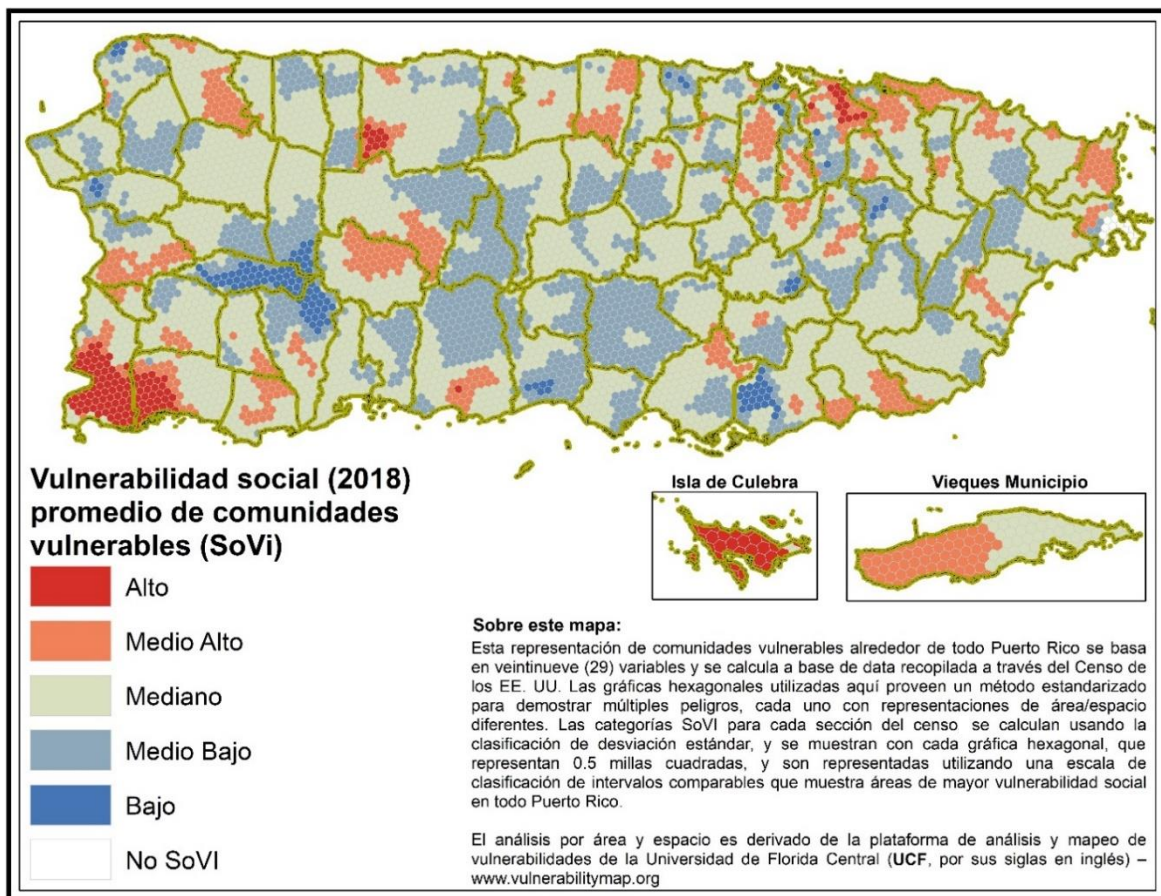 Vulnerabilidad social (2018)
promedio de comunidades
vulnerables (SoVi)
Alto
Medio Alto
Mediano
Medio Bajo
Bajo
No SoVI
Isla de Culebra
Vieques Municipio
Sobre este mapa:
Esta representación de comunidades vulnerables alrededor de todo Puerto Rico se basa
en veintinueve (29) variables y se calcula a base de data recopilada a través del Censo de
los EE. UU. Las gráficas hexagonales utilizadas aquí proveen un método estandarizado
para demostrar múltiples peligros, cada uno con representaciones de área/espacio
diferentes. Las categorías SoVI para cada sección del censo se calculan usando la
clasificación de desviación estándar, y se muestran con cada gráfica hexagonal, que
representan 0.5 millas cuadradas, y son representadas utilizando una escala de
clasificación de intervalos comparables que muestra áreas de mayor vulnerabilidad social
en todo Puerto Rico.
El análisis por área y espacio es derivado de la plataforma de análisis y mapeo de
vulnerabilidades de la Universidad de Florida Central (UCF, por sus siglas en inglés) –
www.vulnerabilitymap.org